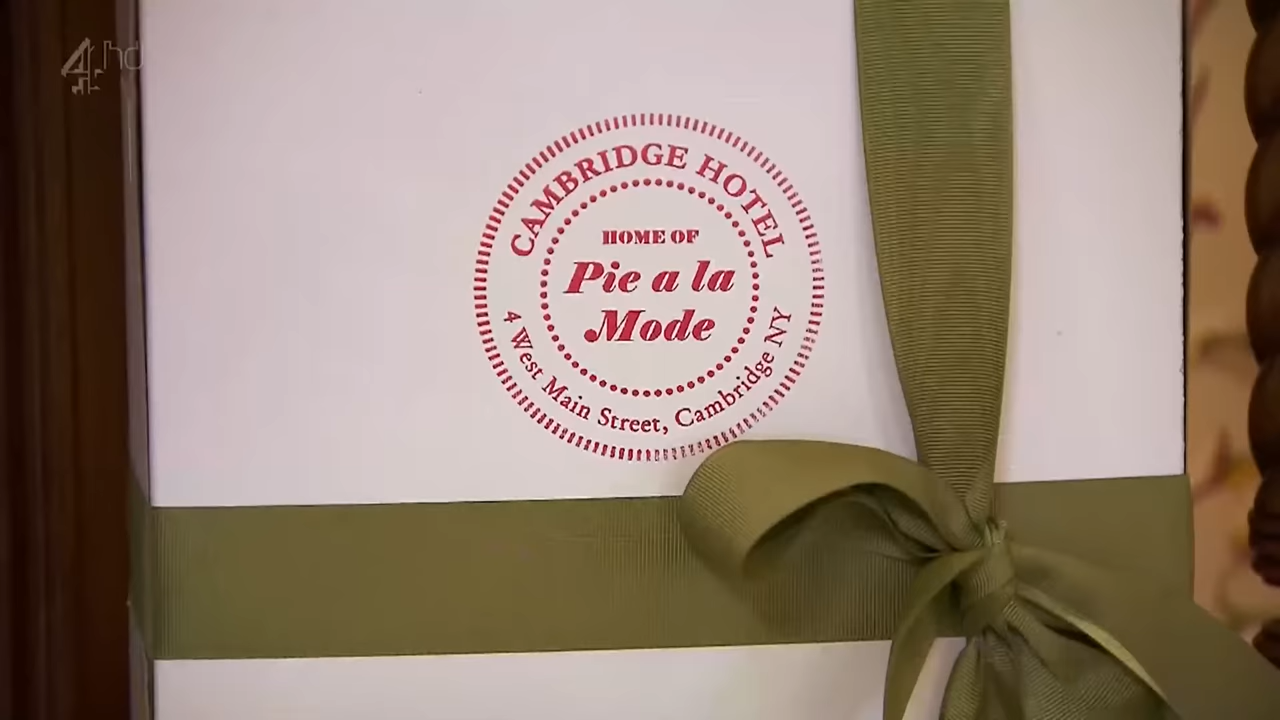 4hd
CAMBRIDGE HOTEL
HOME OF
Pie a la
Mode
4 West Main Street, Cambridge NY